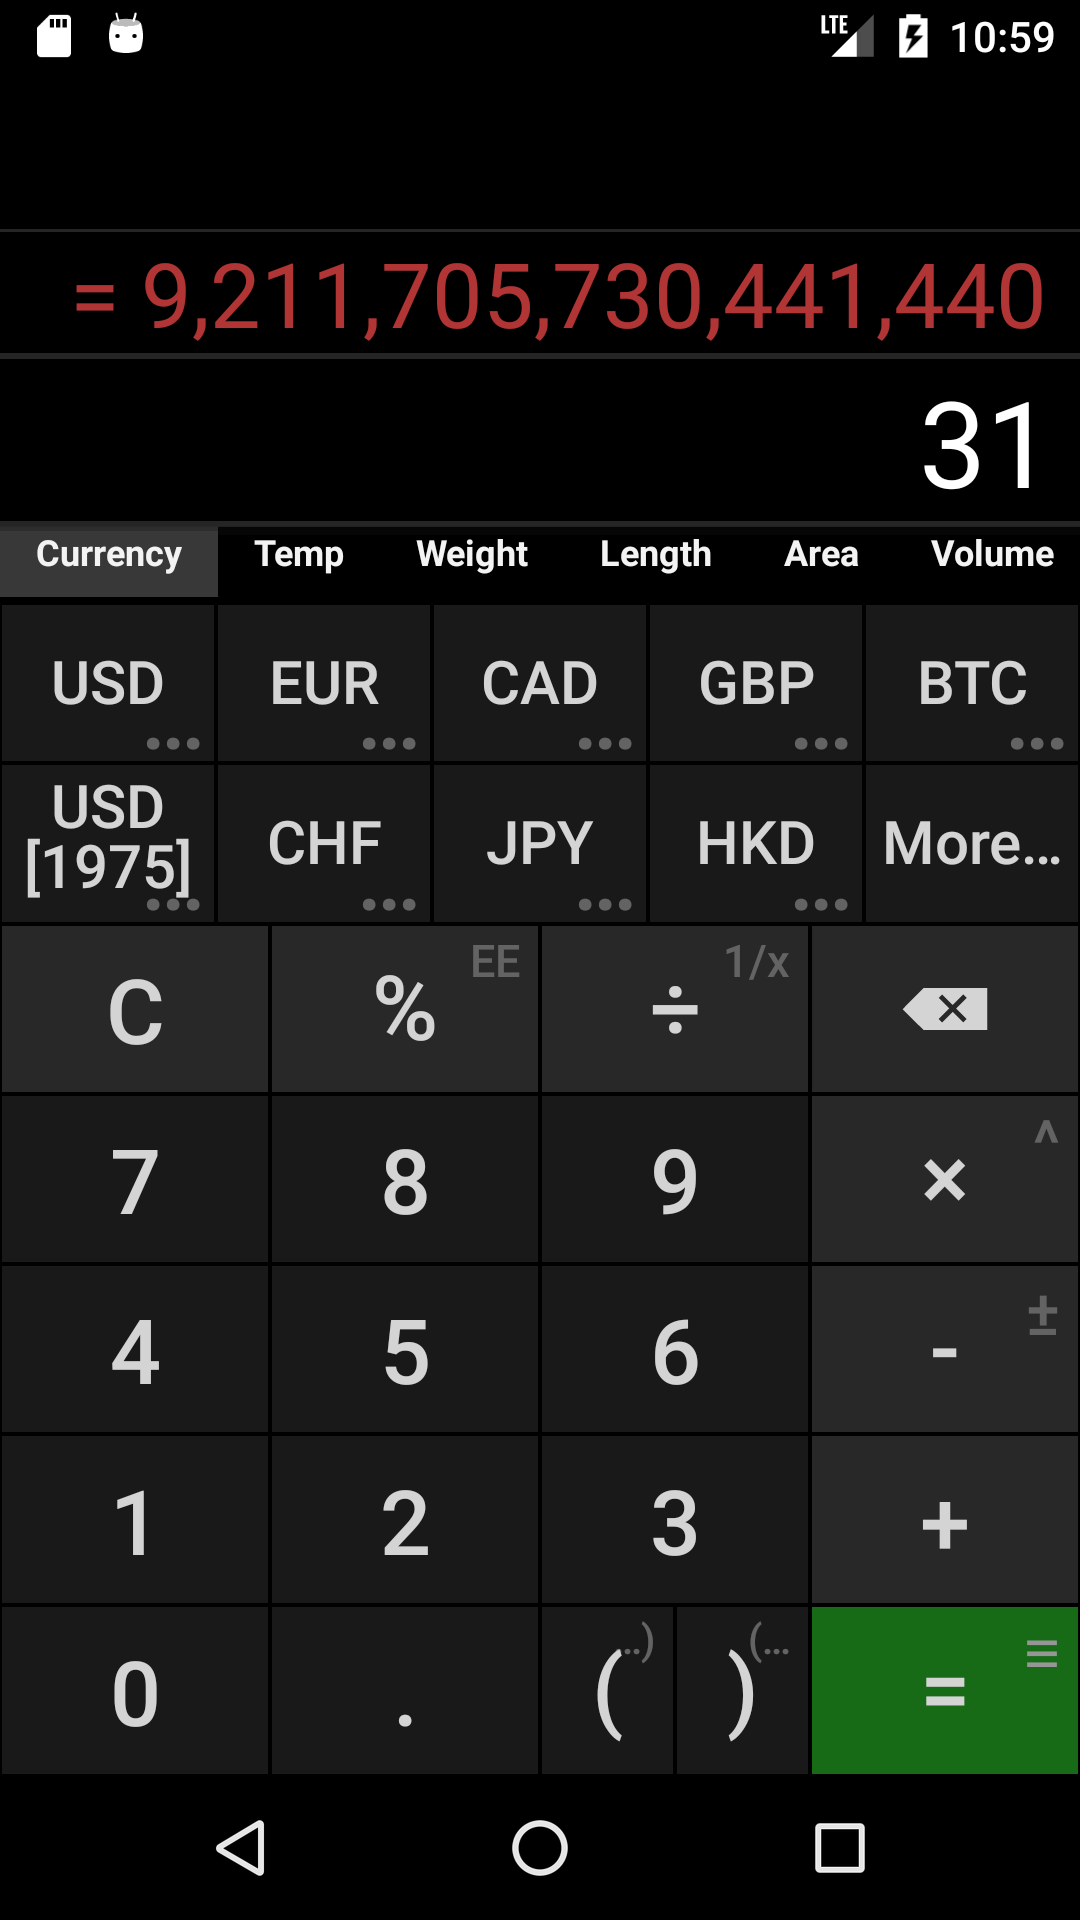 LTE 10:59
= 9,211,705,730,441,440
31
Currency Temp Weight Length Area Volume
USD EUR CAD GBP BTC
USD [1975] CHF JPY HKD More...
C % EE ÷ 1/x
7 8 9 × ^
4 5 6 - ±
1 2 3 +
0 . ( ..) ) (... =